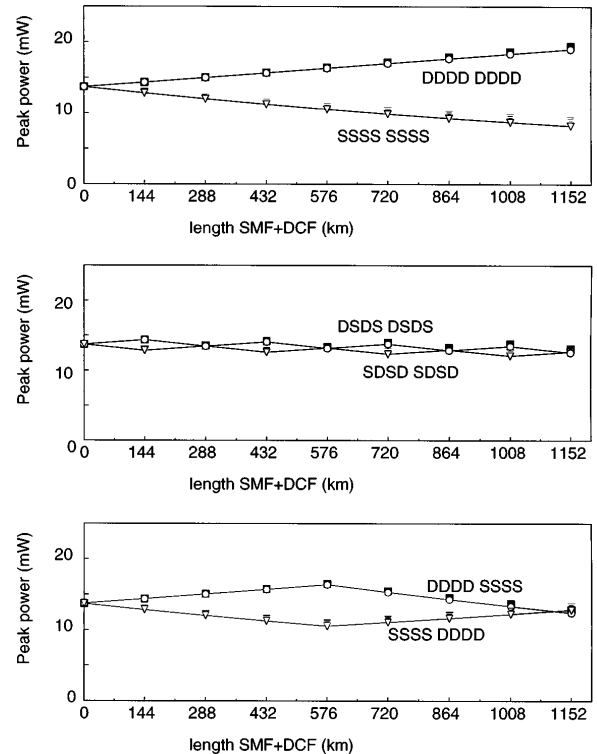 Peak power (mW)
20
10
0
DDDD DDDD
SSSS SSSS
0 144 288 432 576 720 864 1008 1152
length SMF+DCF (km)
Peak power (mW)
20
10
0
DSDS DSDS
SDSD SDSD
0 144 288 432 576 720 864 1008 1152
length SMF+DCF (km)
Peak power (mW)
20
10
0
DDDD SSSS
SSSS DDDD
0 144 288 432 576 720 864 1008 1152
length SMF+DCF (km)